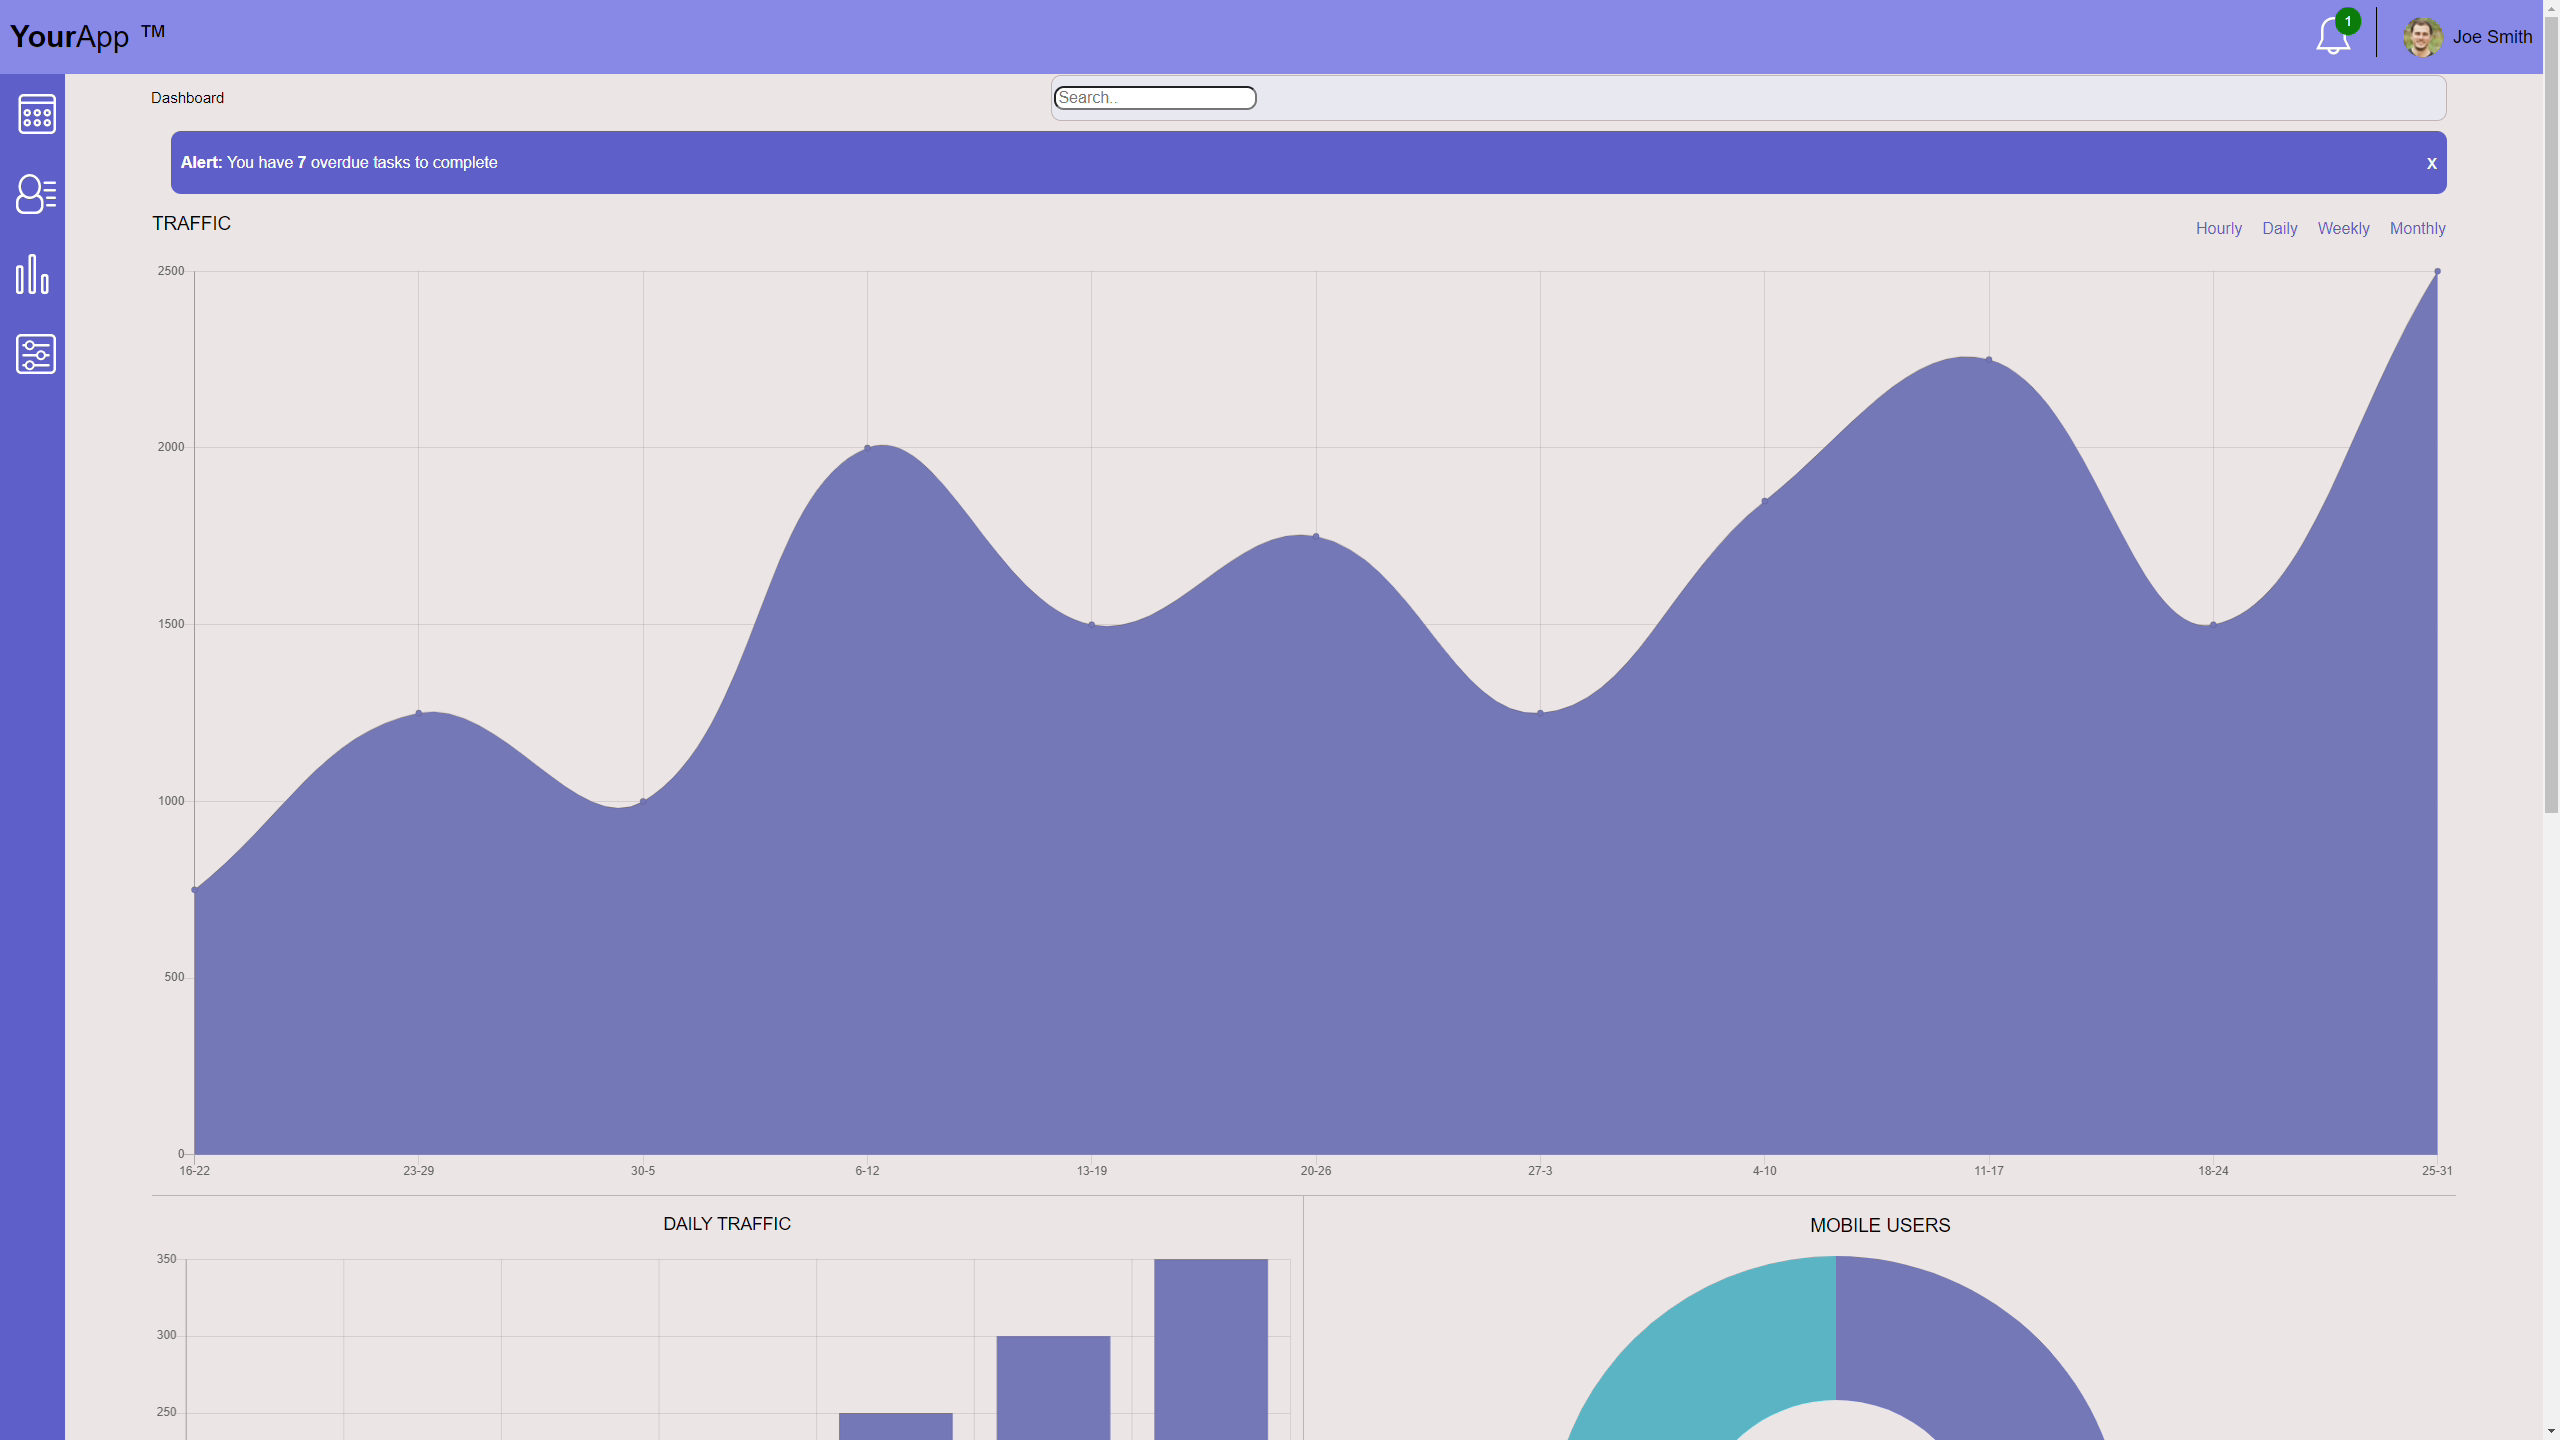 YourApp ™
1
Joe Smith
Dashboard
Search..
Alert: You have 7 overdue tasks to complete
X
TRAFFIC
Hourly Daily Weekly Monthly
2500
2000
1500
1000
500
0
16-22 23-29 30-5 6-12 13-19 20-26 27-3 4-10 11-17 18-24 25-31
DAILY TRAFFIC
350
300
250
MOBILE USERS